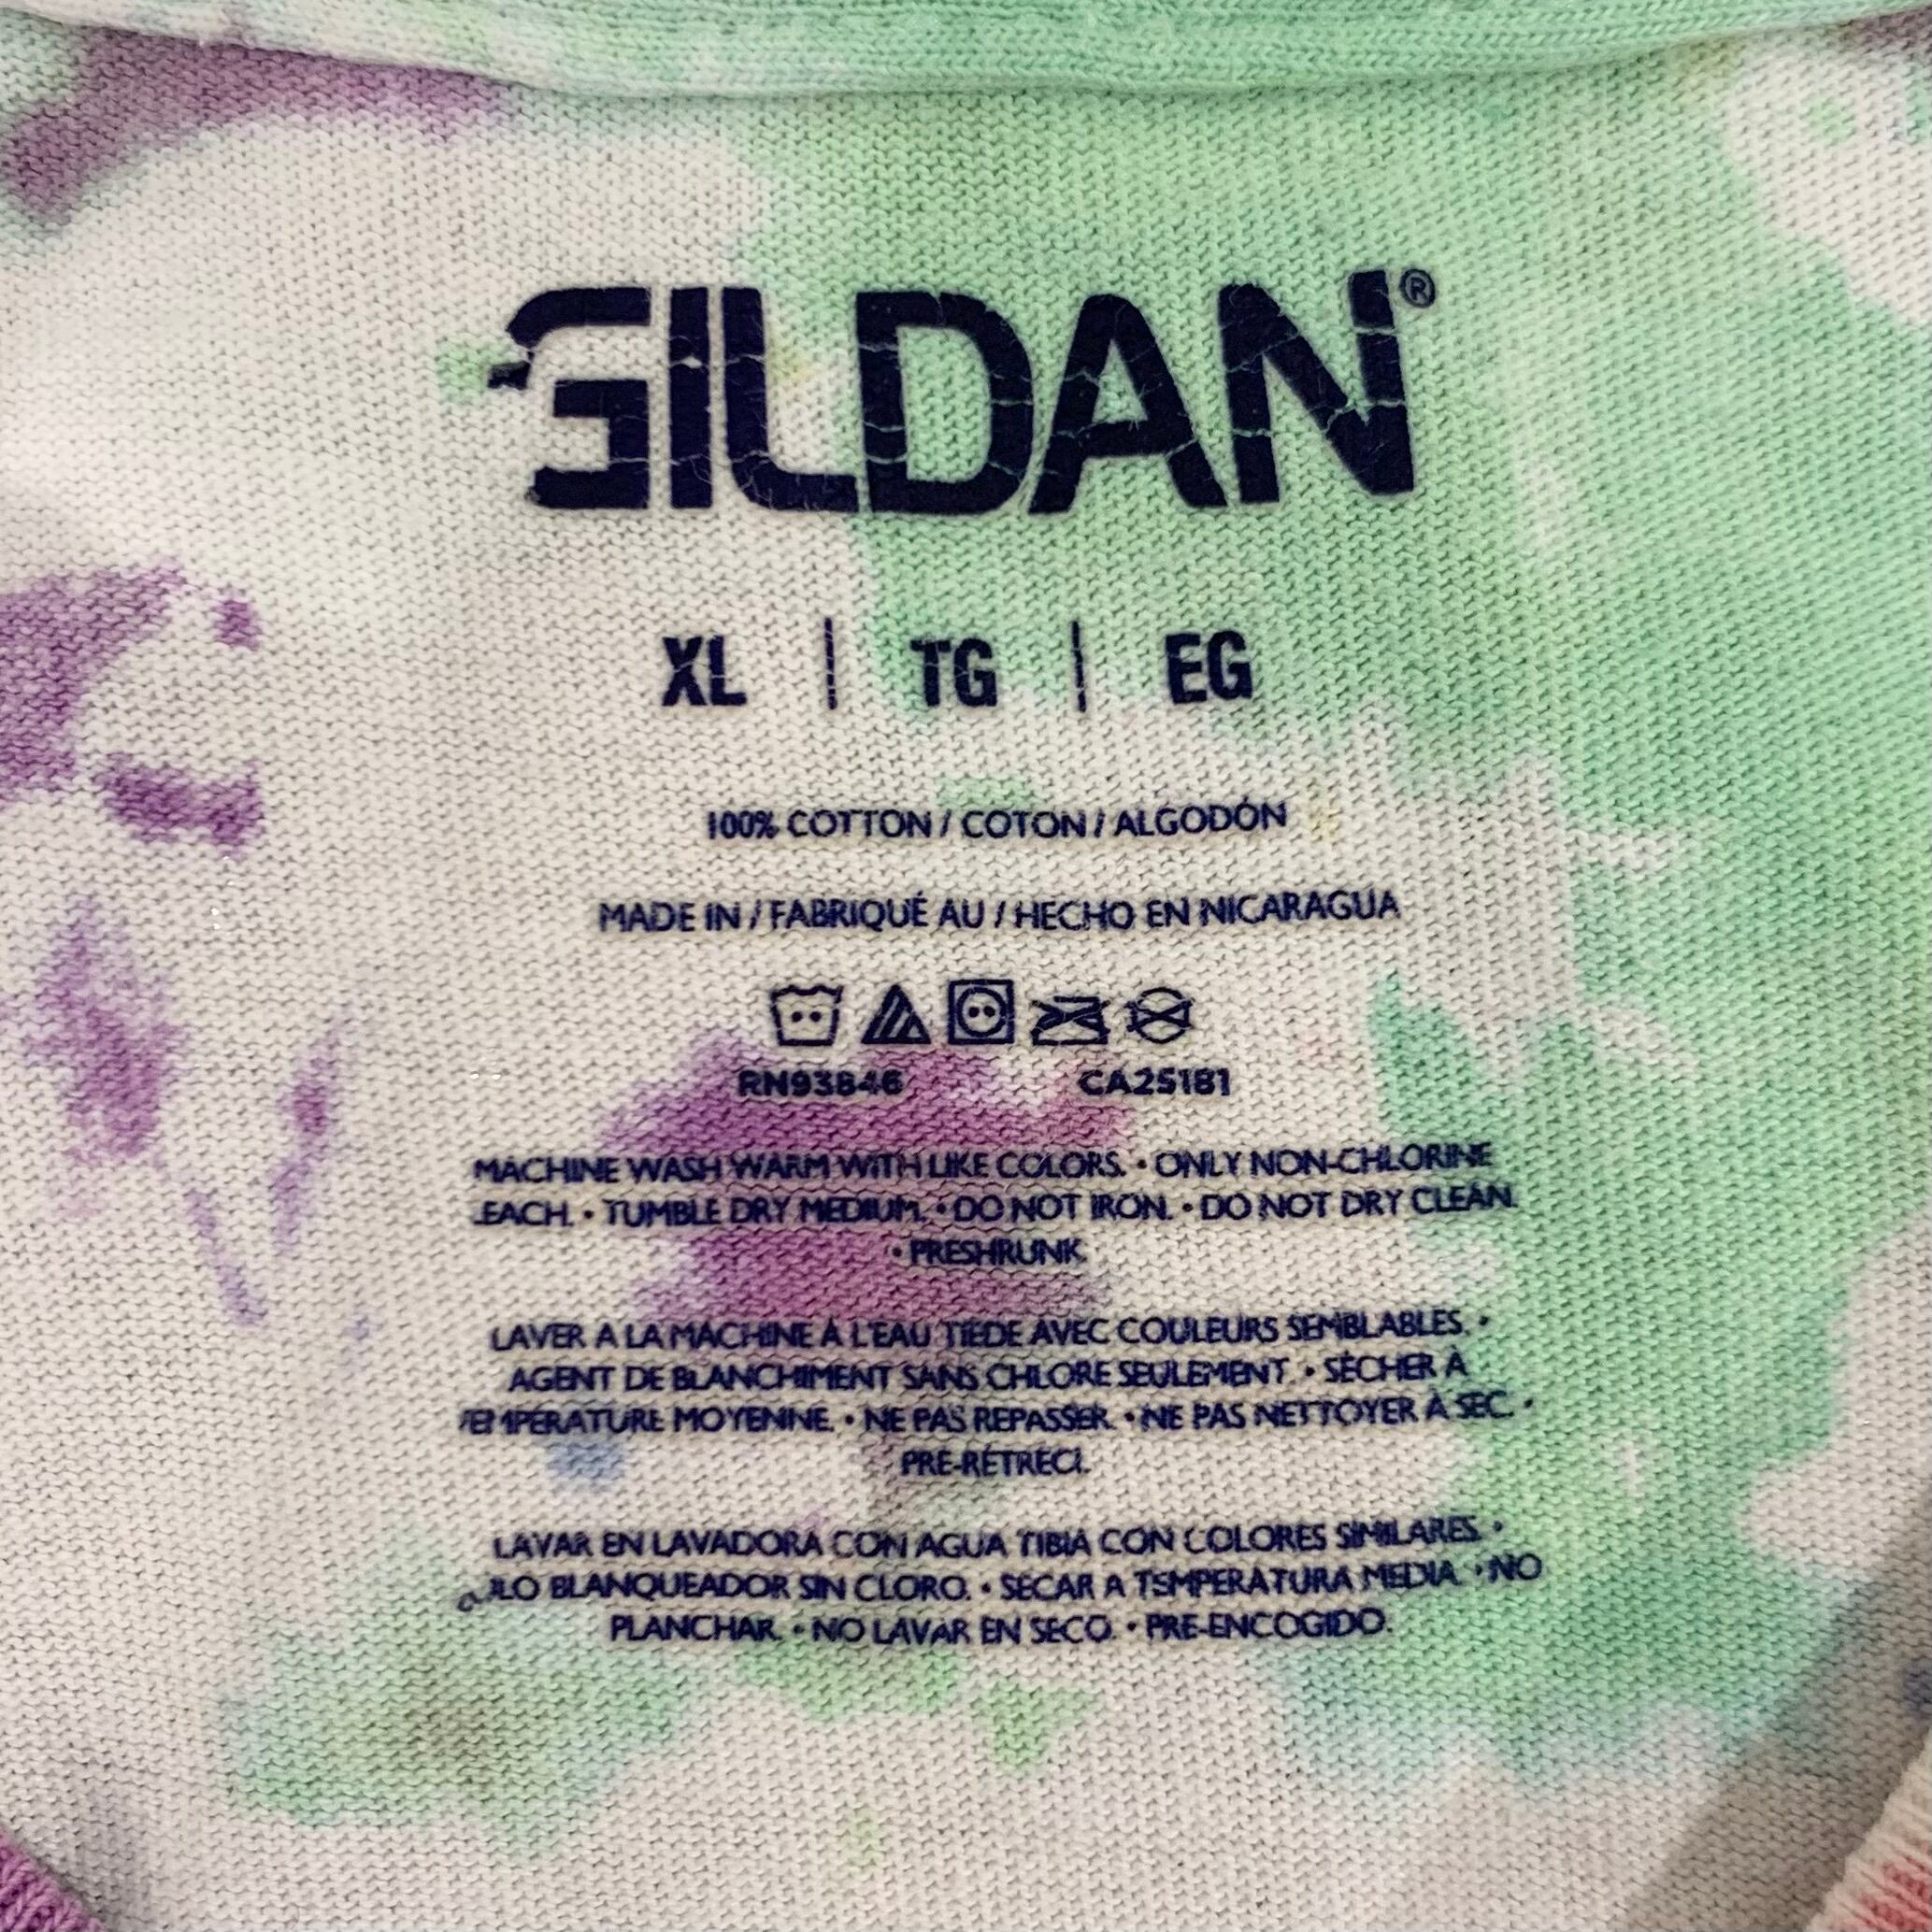 GILDAN®
XL | TG | EG
100% COTTON / COTON / ALGODÓN
MADE IN / FABRIQUÉ AU / HECHO EN NICARAGUA
RN93846 CA25181
MACHINE WASH WARM WITH LIKE COLORS. • ONLY NON-CHLORINE
EACH. • TUMBLE DRY MEDIUM. • DO NOT IRON. • DO NOT DRY CLEAN.
• PRESHRUNK
LAVER A LA MACHINE À L'EAU TIEDE AVEC COULEURS SEMBLABLES. •
AGENT DE BLANCHIMENT SANS CHLORE SEULEMENT. • SÉCHER À
TEMPERATURE MOYENNE. • NE PAS REPASSER. • NE PAS NETTOYER À SEC. •
PRE-RÉTRECI.
LAVAR EN LAVADORA CON AGUA TIBIA CON COLORES SIMILARES. •
BLANQUEADOR SIN CLORO. • SECAR A TEMPERATURA MEDIA. • NO
PLANCHAR. • NO LAVAR EN SECO. • PRE-ENCOGIDO.